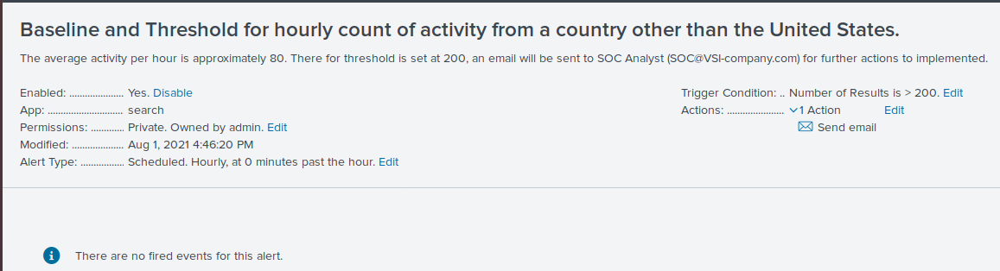 Baseline and Threshold for hourly count of activity from a country other than the United States.
The average activity per hour is approximately 80. There for threshold is set at 200, an email will be sent to SOC Analyst (SOC@VSI-company.com) for further actions to implemented.
Enabled: ..................... Yes. Disable
App: ............................. search
Permissions: ............. Private. Owned by admin. Edit
Modified: .................... Aug 1, 2021 4:46:20 PM
Alert Type: ................. Scheduled. Hourly, at 0 minutes past the hour. Edit
Trigger Condition: .. Number of Results is > 200. Edit
Actions: ...................... 1 Action Edit
Send email
There are no fired events for this alert.